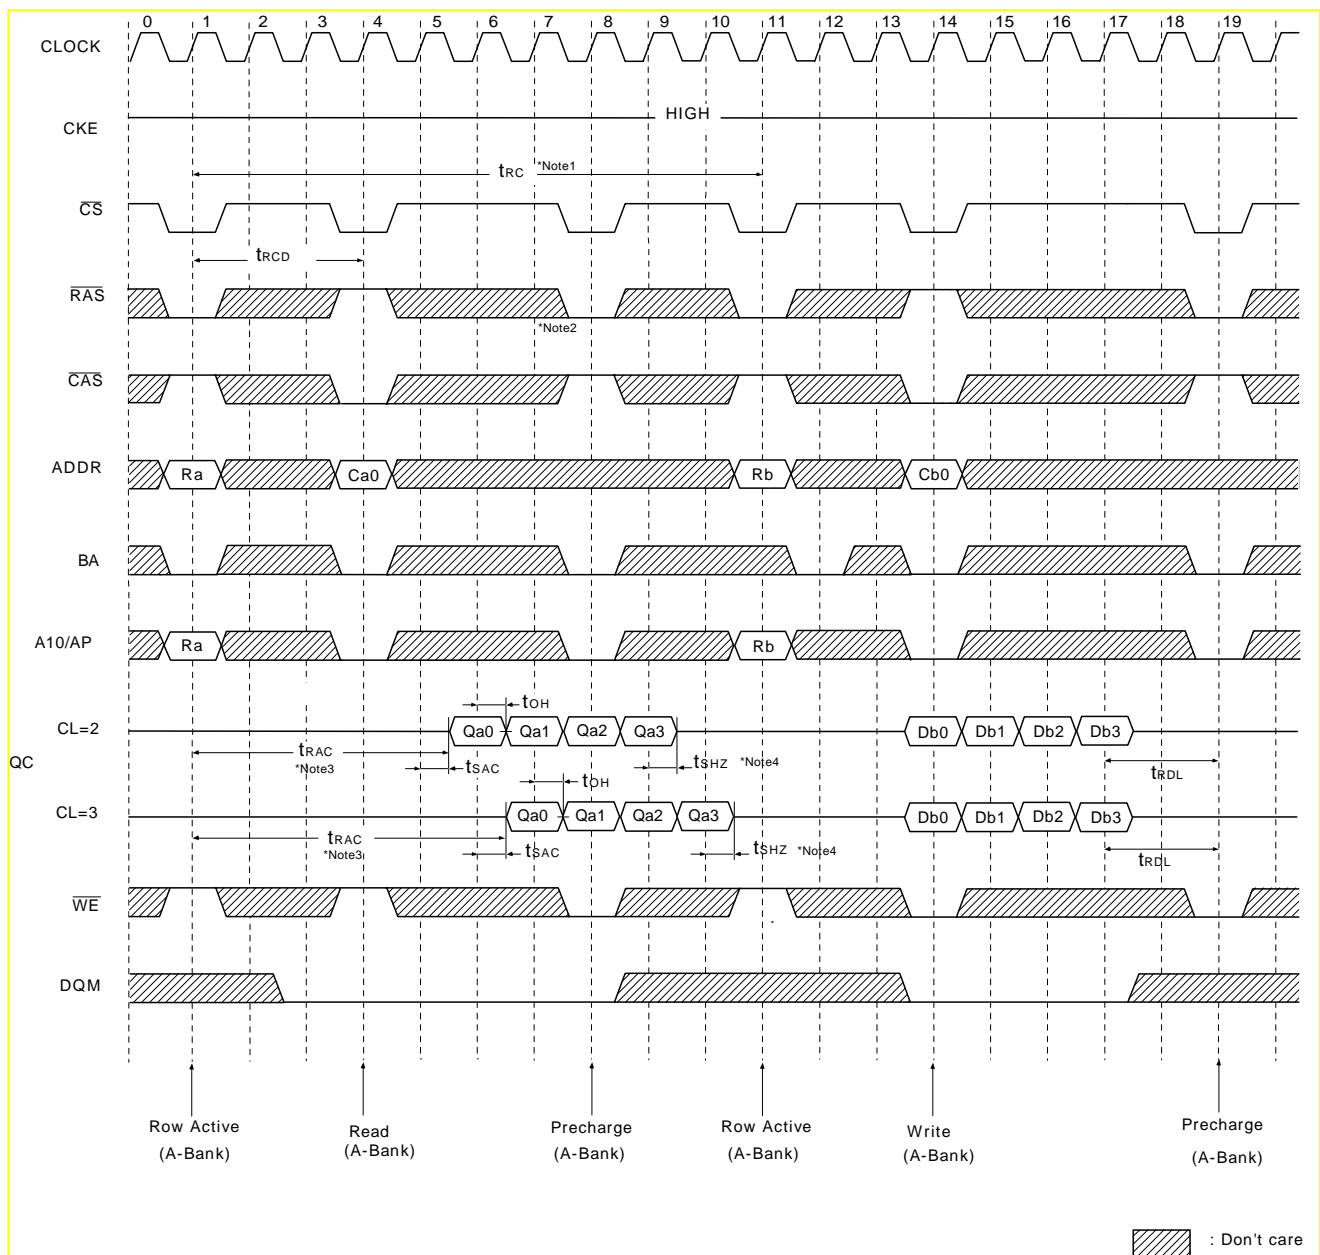 0 1 2 3 4 5 6 7 8 9 10 11 12 13 14 15 16 17 18 19
CLOCK
HIGH
CKE
tRC *Note1
CS
tRCD
RAS
*Note2
CAS
ADDR Ra Ca0 Rb Cb0
BA
A10/AP Ra Rb
tOH
CL=2 Qa0 Qa1 Qa2 Qa3 Db0 Db1 Db2 Db3
tRAC
QC *Note3 tSAC tSHZ *Note4 tRDL
tOH
CL=3 Qa0 Qa1 Qa2 Qa3 Db0 Db1 Db2 Db3
tRAC
*Note3 tSAC tSHZ *Note4 tRDL
WE
DQM
Row Active Read Precharge Row Active Write Precharge
(A-Bank) (A-Bank) (A-Bank) (A-Bank) (A-Bank) (A-Bank)
: Don't care